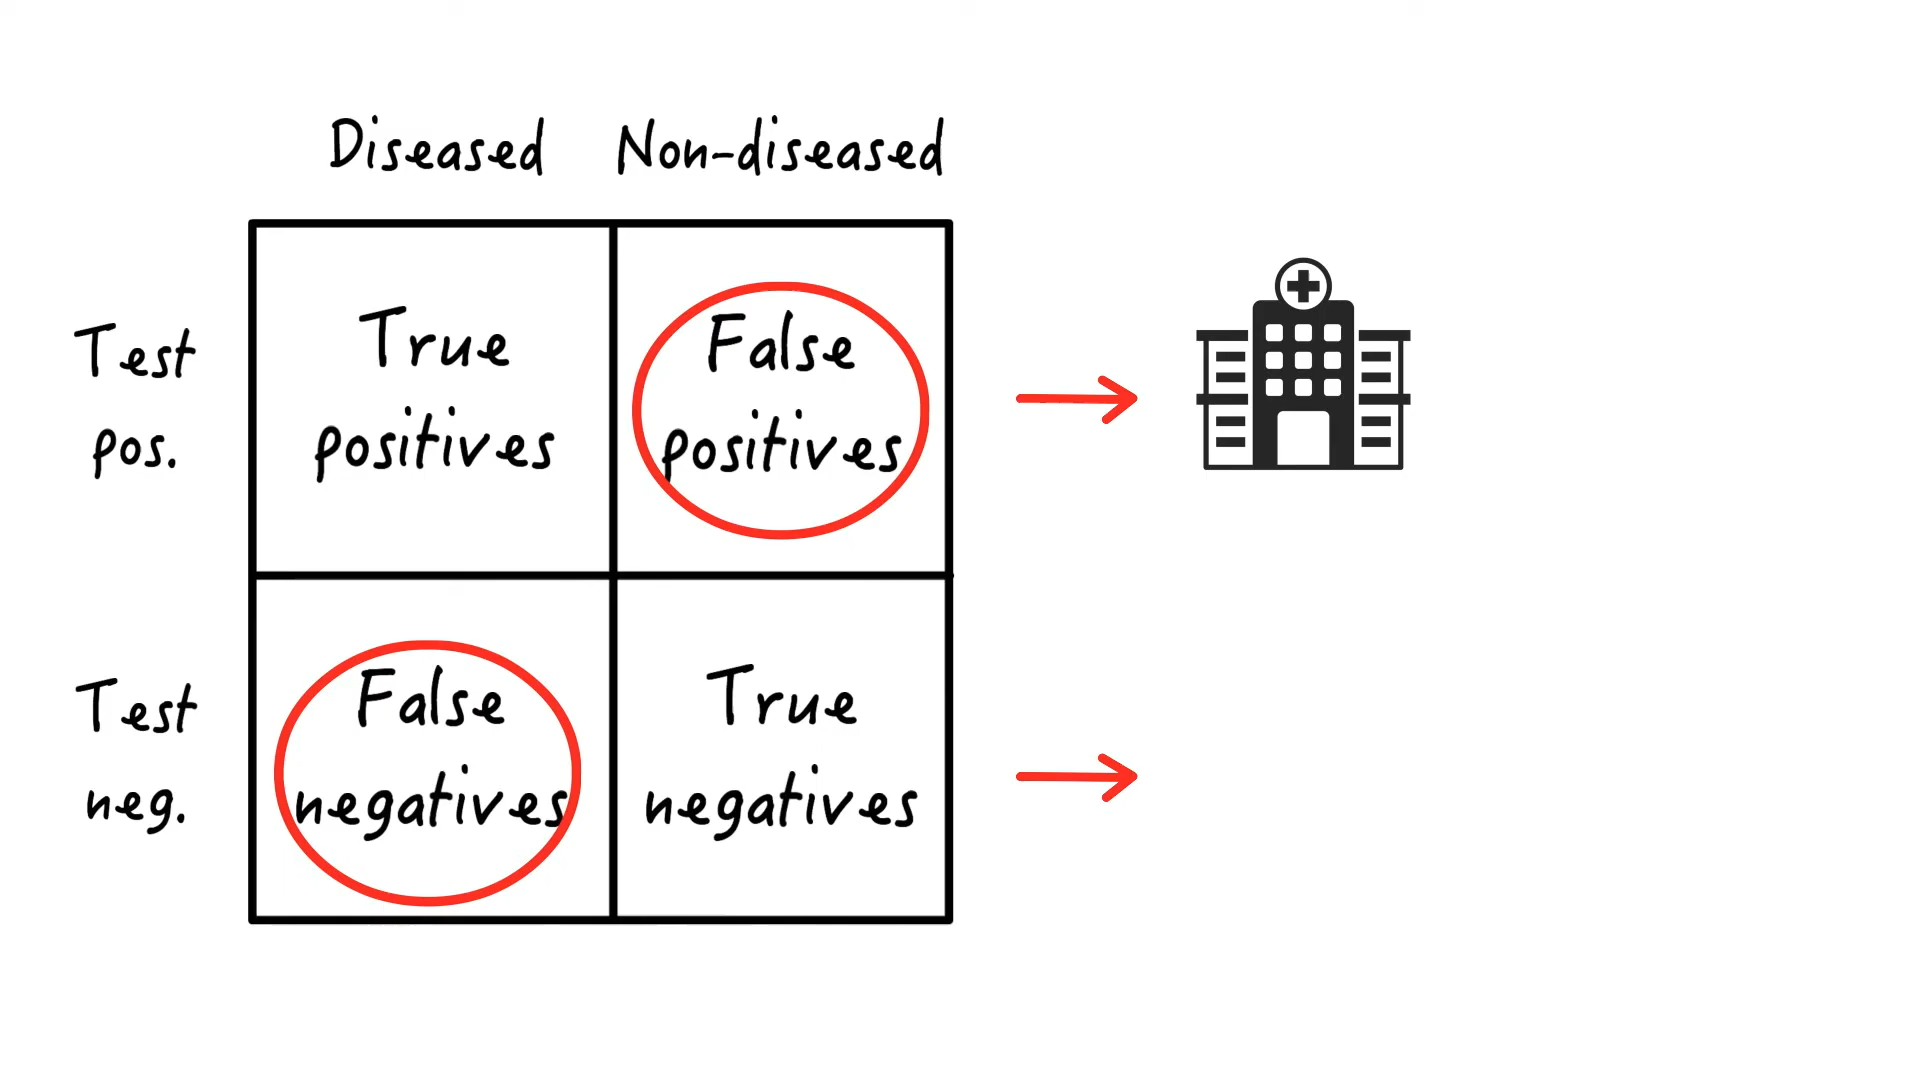 Diseased Non-diseased
Test
pos.
True
positives
False
positives
Test
neg.
False
negatives
True
negatives